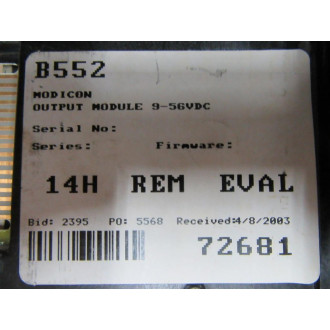 B552
MODICON
OUTPUT MODULE 9-56VDC
Serial No:
Series: Firmware:
14H REM EVAL
Bid: 2395 PO: 5568 Received:4/8/2003
72681